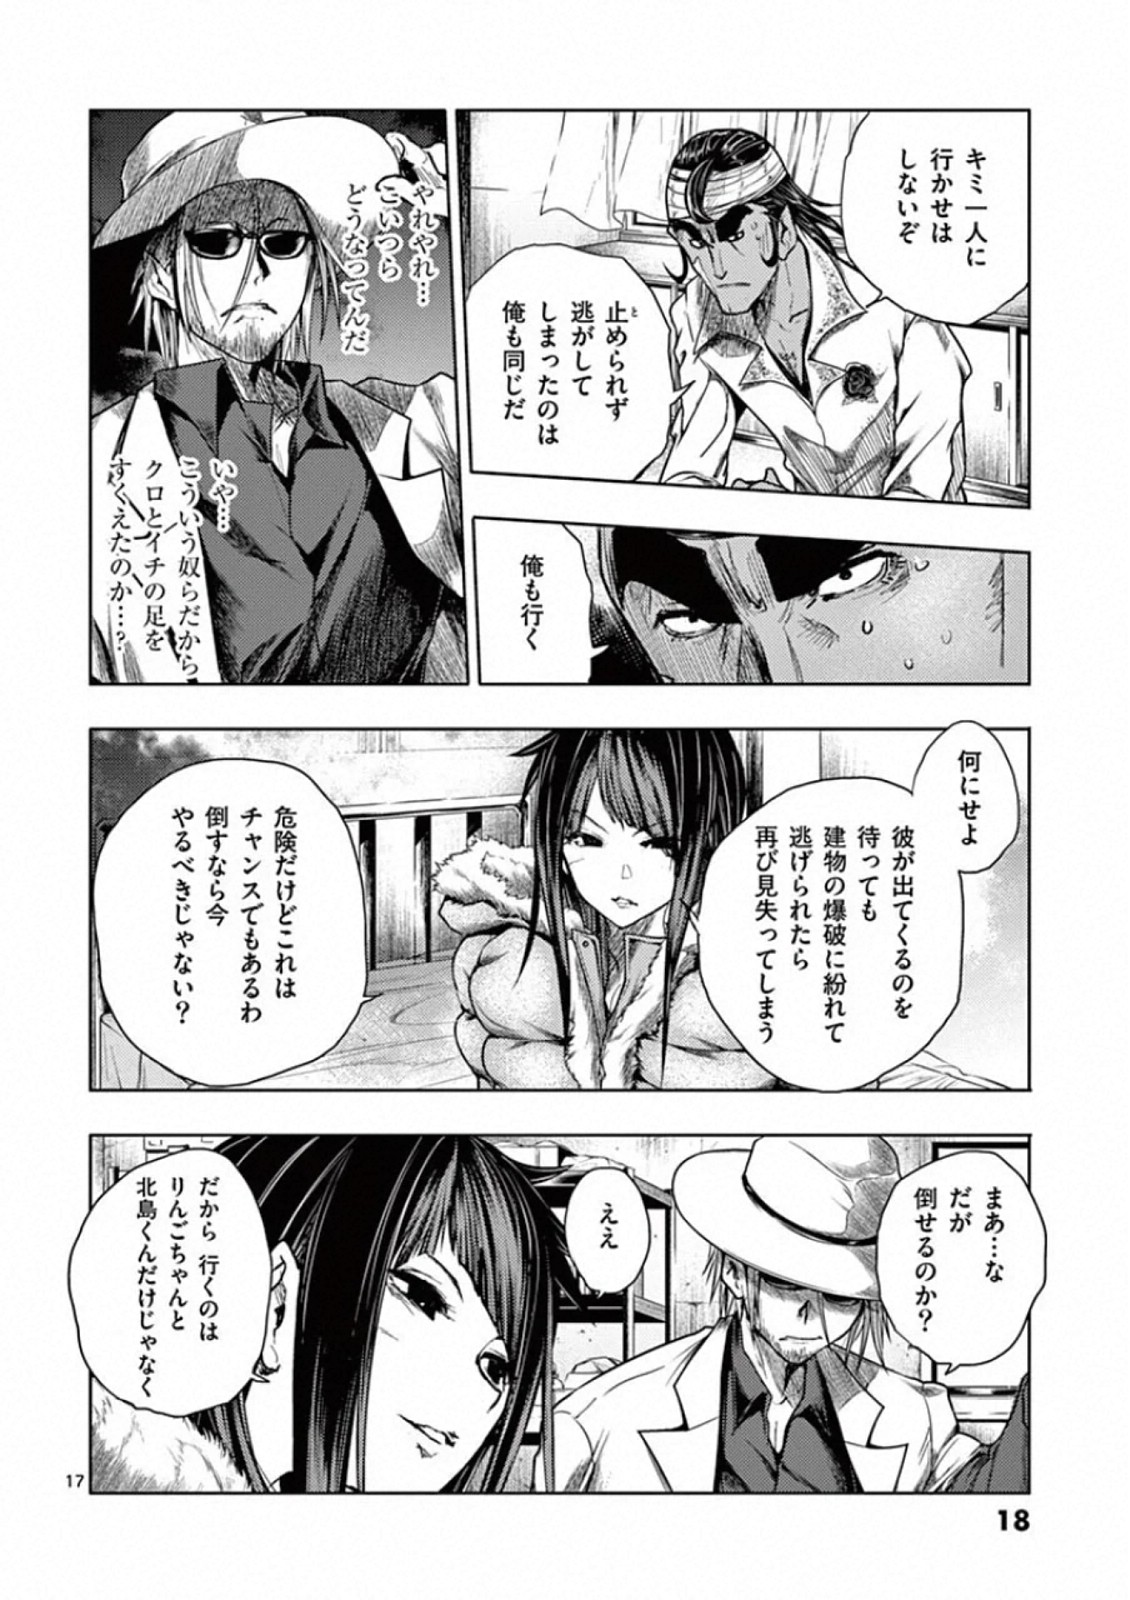 キミ一人に
行かせは
しないぞ
止められず
と
逃がして
しまったのは
俺も同じだ
やれやれ…
こいつら
どうなってんだ
いや…
こういう奴らだから
クロとイチの足を
すくえたのか…?
俺も行く
何にせよ
彼が出てくるのを
待っても
建物の爆破に紛れて
逃げられたら
再び見失ってしまう
危険だけどこれは
チャンスでもあるわ
倒すなら今
やるべきじゃない?
まあ…な
だが
倒せるのか?
ええ
だから 行くのは
りんごちゃんと
北島くんだけじゃなく
17
18